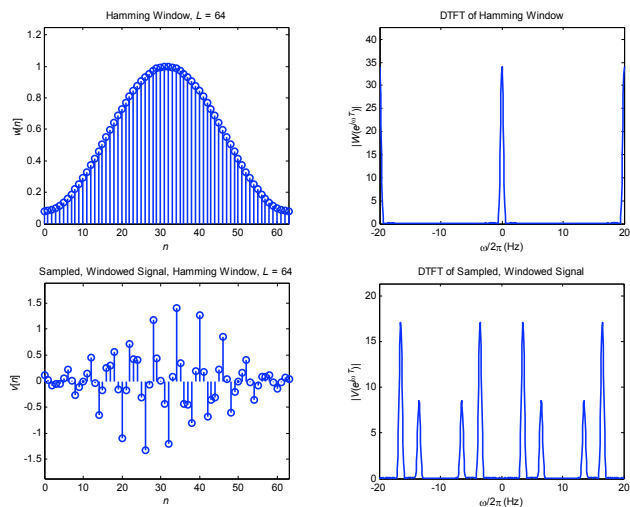 Hamming Window, L = 64
1.2
1
0.8
0.6
0.4
0.2
0
w[n]
0 10 20 30 40 50 60
n
DTFT of Hamming Window
40
35
30
25
20
15
10
5
0
|W(e^{jωT})|
-20 -10 0 10 20
ω/2π (Hz)
Sampled, Windowed Signal, Hamming Window, L = 64
1.5
1
0.5
0
-0.5
-1
-1.5
v[n]
0 10 20 30 40 50 60
n
DTFT of Sampled, Windowed Signal
20
15
10
5
0
|V(e^{jωT})|
-20 -10 0 10 20
ω/2π (Hz)